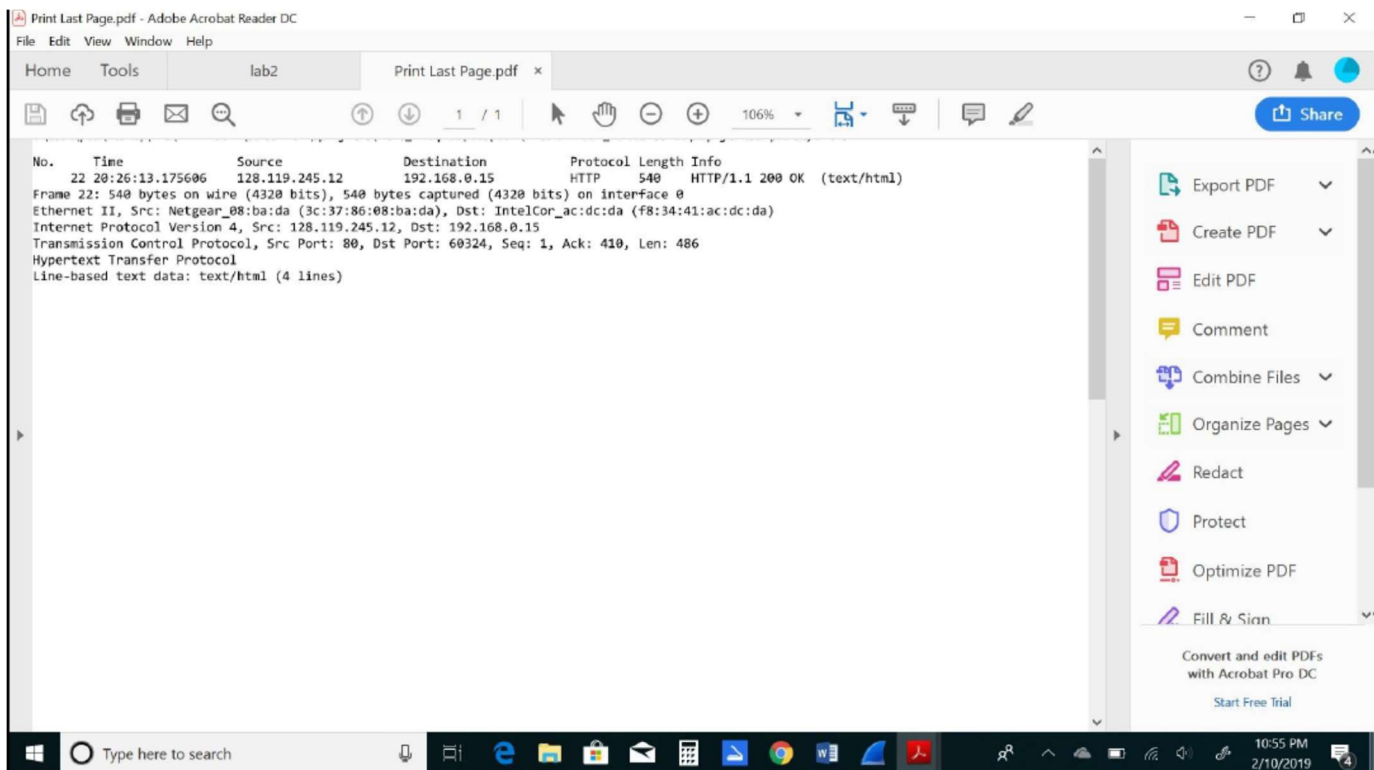 Print Last Page.pdf - Adobe Acrobat Reader DC
File Edit View Window Help
Home Tools lab2 Print Last Page.pdf ×
1 / 1 106% Share
No. Time Source Destination Protocol Length Info
22 20:26:13.175606 128.119.245.12 192.168.0.15 HTTP 540 HTTP/1.1 200 OK (text/html)
Frame 22: 540 bytes on wire (4320 bits), 540 bytes captured (4320 bits) on interface 0
Ethernet II, Src: Netgear_08:ba:da (3c:37:86:08:ba:da), Dst: IntelCor_ac:dc:da (f8:34:41:ac:dc:da)
Internet Protocol Version 4, Src: 128.119.245.12, Dst: 192.168.0.15
Transmission Control Protocol, Src Port: 80, Dst Port: 60324, Seq: 1, Ack: 410, Len: 486
Hypertext Transfer Protocol
Line-based text data: text/html (4 lines)
Export PDF
Create PDF
Edit PDF
Comment
Combine Files
Organize Pages
Redact
Protect
Optimize PDF
Fill & Sign
Convert and edit PDFs
with Acrobat Pro DC
Start Free Trial
Type here to search
10:55 PM
2/10/2019
4